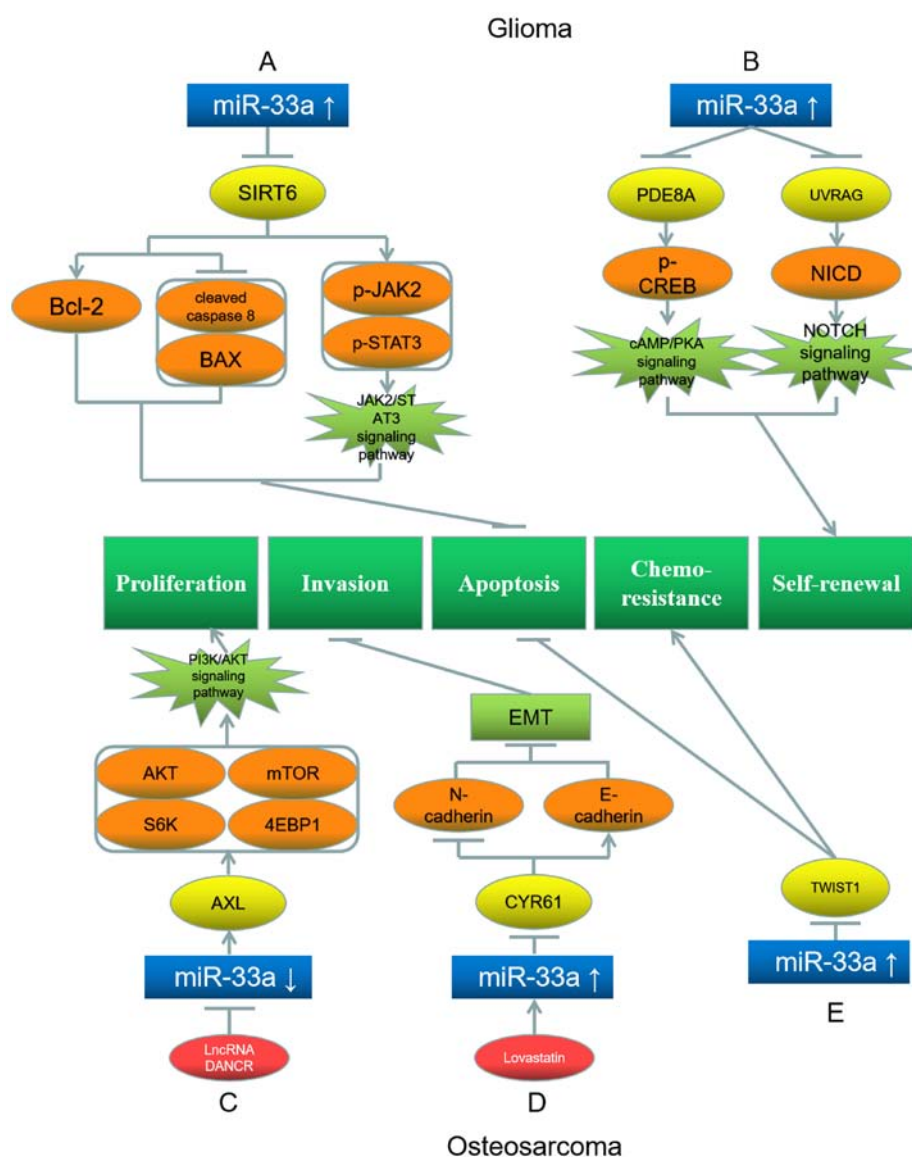 Glioma
A
B
miR-33a ↑
miR-33a ↑
SIRT6
PDE8A
UVRAG
Bcl-2
cleaved
caspase 8
BAX
p-JAK2
p-STAT3
p-
CREB
NICD
JAK2/ST
AT3
signaling
pathway
cAMP/PKA
signaling
pathway
NOTCH
signaling
pathway
Proliferation
Invasion
Apoptosis
Chemo-
resistance
Self-renewal
PI3K/AKT
signaling
pathway
EMT
AKT
mTOR
S6K
4EBP1
N-
cadherin
E-
cadherin
AXL
CYR61
TWIST1
miR-33a ↓
miR-33a ↑
miR-33a ↑
LncRNA
DANCR
Lovastatin
C
D
E
Osteosarcoma